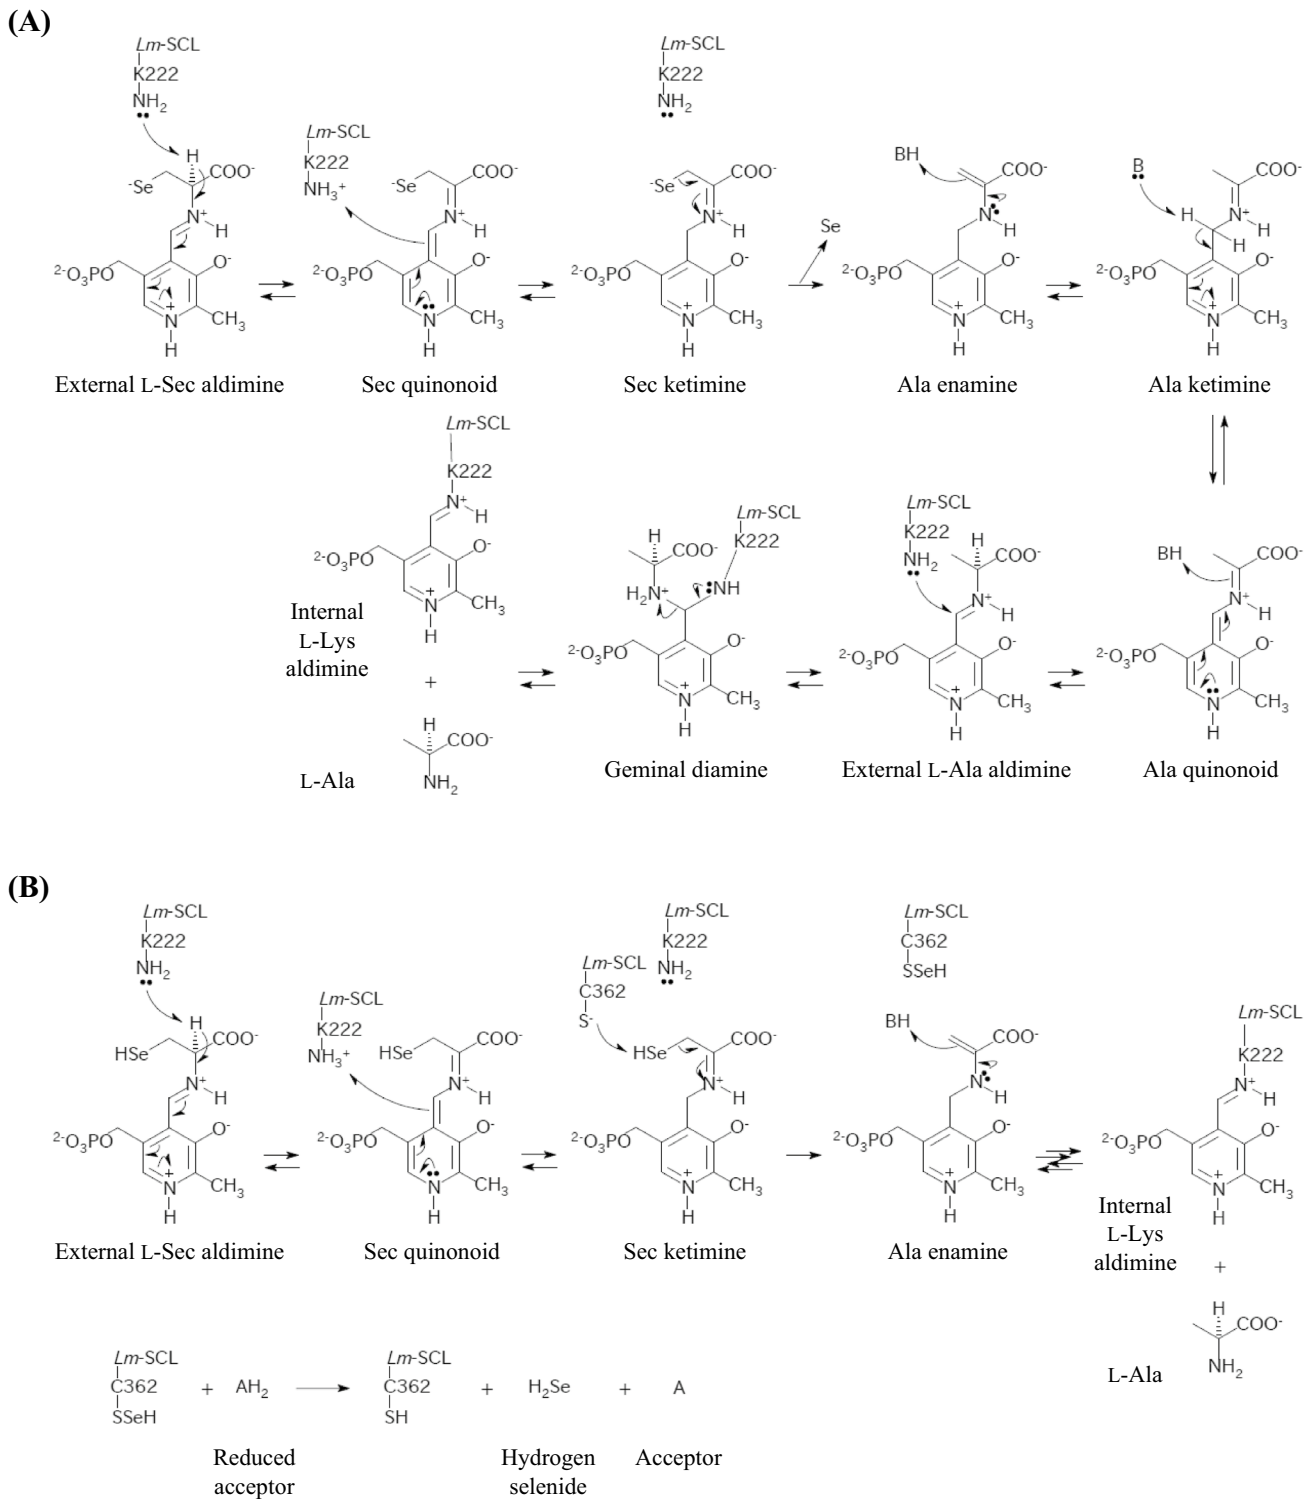 (A)
Lm-SCL
K222
NH2
H
COO-
-Se
N+
H
2-O3PO
O-
+
N
H
CH3
External L-Sec aldimine
Lm-SCL
K222
NH3+
COO-
-Se
N+
H
2-O3PO
O-
N
H
CH3
Sec quinonoid
Lm-SCL
K222
NH2
COO-
-Se
N+
H
2-O3PO
O-
+
N
H
CH3
Sec ketimine
Se
BH
COO-
N
H
2-O3PO
O-
+
N
H
CH3
Ala enamine
B
COO-
H
N+
H
H
2-O3PO
O-
+
N
H
CH3
Ala ketimine
Lm-SCL
K222
N+
H
2-O3PO
O-
+
N
H
CH3
Internal
L-Lys
aldimine
+
H
COO-
NH2
L-Ala
Lm-SCL
K222
H
COO-
H2N+
NH
2-O3PO
O-
+
N
H
CH3
Geminal diamine
Lm-SCL
K222
NH2
H
COO-
N+
H
2-O3PO
O-
+
N
H
CH3
External L-Ala aldimine
BH
COO-
N+
H
2-O3PO
O-
N
H
CH3
Ala quinonoid
(B)
Lm-SCL
K222
NH2
H
COO-
HSe
N+
H
2-O3PO
O-
+
N
H
CH3
External L-Sec aldimine
Lm-SCL
K222
NH3+
HSe
COO-
N+
H
2-O3PO
O-
N
H
CH3
Sec quinonoid
Lm-SCL
K222
NH2
Lm-SCL
C362
S-
HSe
COO-
N+
H
2-O3PO
O-
+
N
H
CH3
Sec ketimine
Lm-SCL
C362
SSeH
BH
COO-
N
H
2-O3PO
O-
+
N
H
CH3
Ala enamine
Lm-SCL
K222
N+
H
2-O3PO
O-
+
N
H
CH3
Internal
L-Lys
aldimine
+
H
COO-
NH2
L-Ala
Lm-SCL
C362
SSeH
+
AH2
Lm-SCL
C362
SH
+
H2Se
+
A
Reduced
acceptor
Hydrogen
selenide
Acceptor